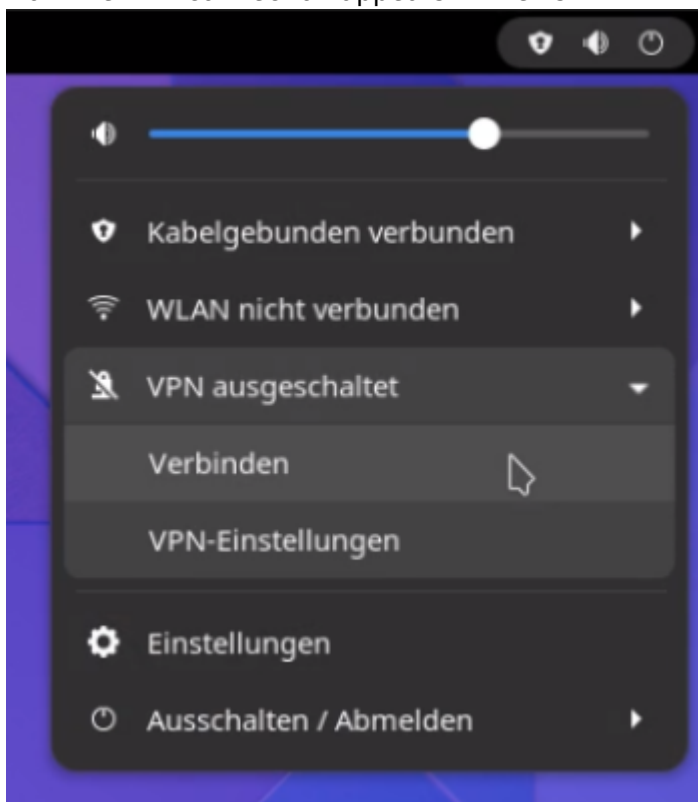 Kabelgebunden verbunden
WLAN nicht verbunden
VPN ausgeschaltet
Verbinden
VPN-Einstellungen
Einstellungen
Ausschalten / Abmelden